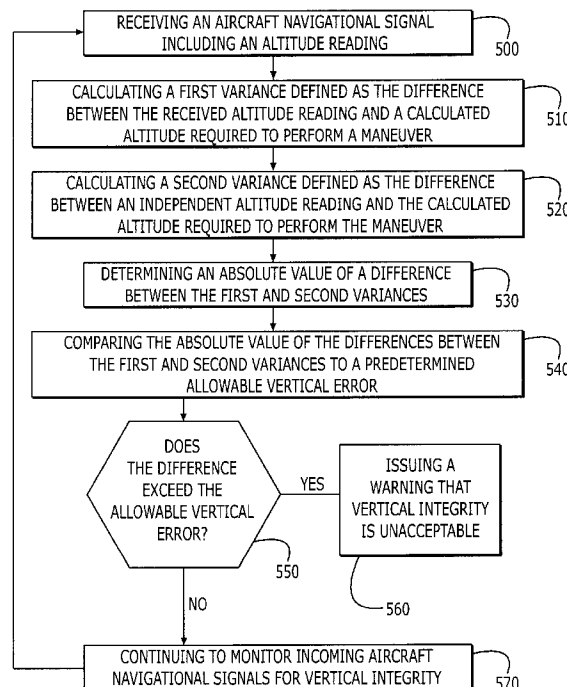 RECEIVING AN AIRCRAFT NAVIGATIONAL SIGNAL
INCLUDING AN ALTITUDE READING
500
CALCULATING A FIRST VARIANCE DEFINED AS THE DIFFERENCE
BETWEEN THE RECEIVED ALTITUDE READING AND A CALCULATED
ALTITUDE REQUIRED TO PERFORM A MANEUVER
510
CALCULATING A SECOND VARIANCE DEFINED AS THE DIFFERENCE
BETWEEN AN INDEPENDENT ALTITUDE READING AND THE CALCULATED
ALTITUDE REQUIRED TO PERFORM THE MANEUVER
520
DETERMINING AN ABSOLUTE VALUE OF A DIFFERENCE
BETWEEN THE FIRST AND SECOND VARIANCES
530
COMPARING THE ABSOLUTE VALUE OF THE DIFFERENCES BETWEEN
THE FIRST AND SECOND VARIANCES TO A PREDETERMINED
ALLOWABLE VERTICAL ERROR
540
DOES
THE DIFFERENCE
EXCEED THE
ALLOWABLE VERTICAL
ERROR?
550
YES
ISSUING A
WARNING THAT
VERTICAL INTEGRITY
IS UNACCEPTABLE
560
NO
CONTINUING TO MONITOR INCOMING AIRCRAFT
NAVIGATIONAL SIGNALS FOR VERTICAL INTEGRITY
570